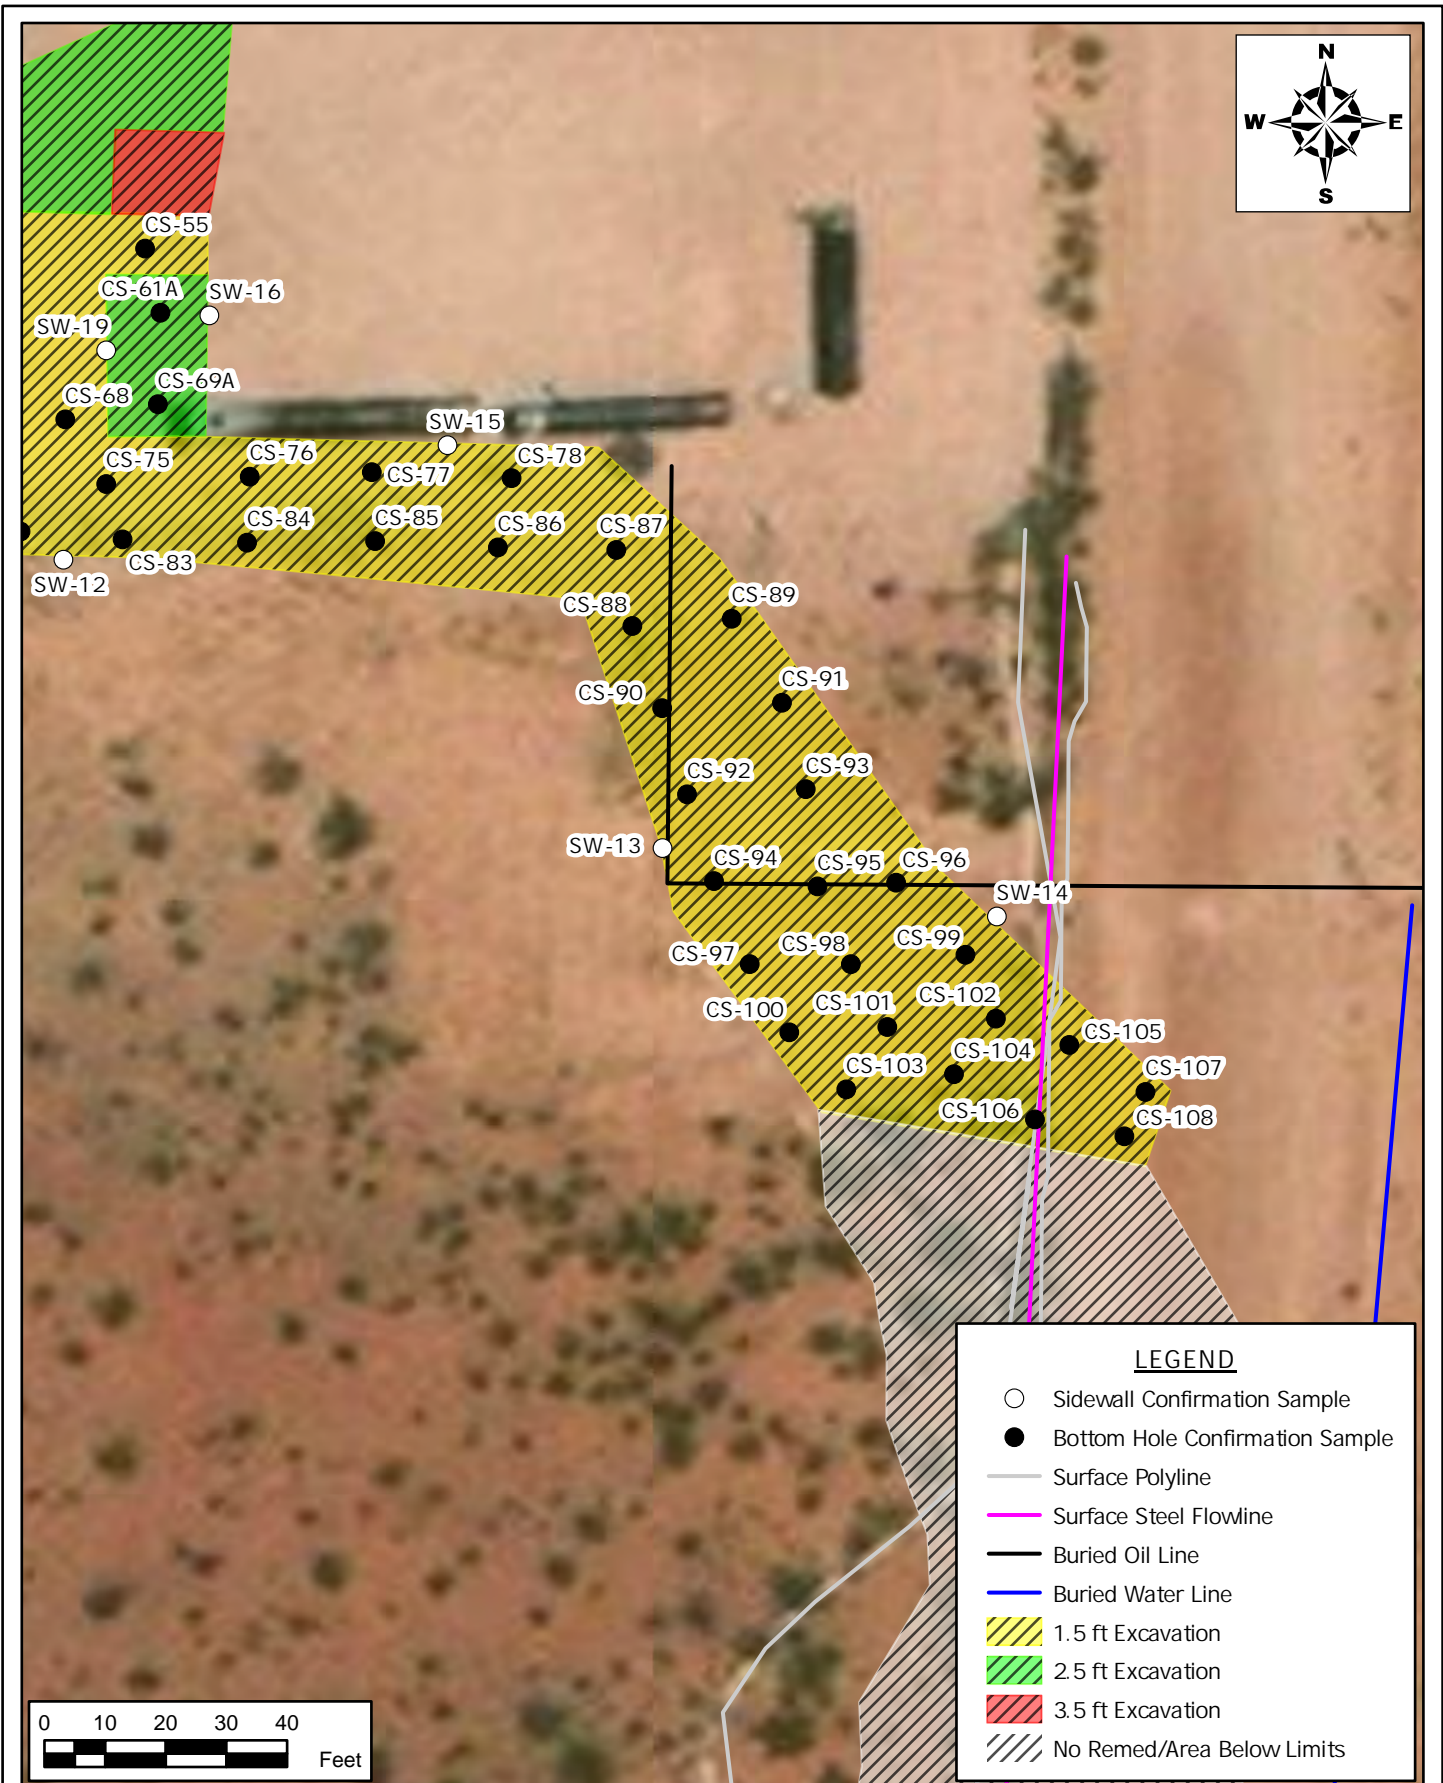 N
W E
S
CS-55
CS-61A
SW-16
SW-19
CS-69A
CS-68
SW-15
CS-75
CS-76
CS-77
CS-78
CS-83
CS-84
CS-85
CS-86
CS-87
SW-12
CS-88
CS-89
CS-90
CS-91
CS-92
CS-93
SW-13
CS-94
CS-95
CS-96
SW-14
CS-97
CS-98
CS-99
CS-100
CS-101
CS-102
CS-105
CS-103
CS-104
CS-107
CS-106
CS-108
LEGEND
Sidewall Confirmation Sample
Bottom Hole Confirmation Sample
Surface Polyline
Surface Steel Flowline
Buried Oil Line
Buried Water Line
1.5 ft Excavation
2.5 ft Excavation
3.5 ft Excavation
No Remed/Area Below Limits
0 10 20 30 40
Feet